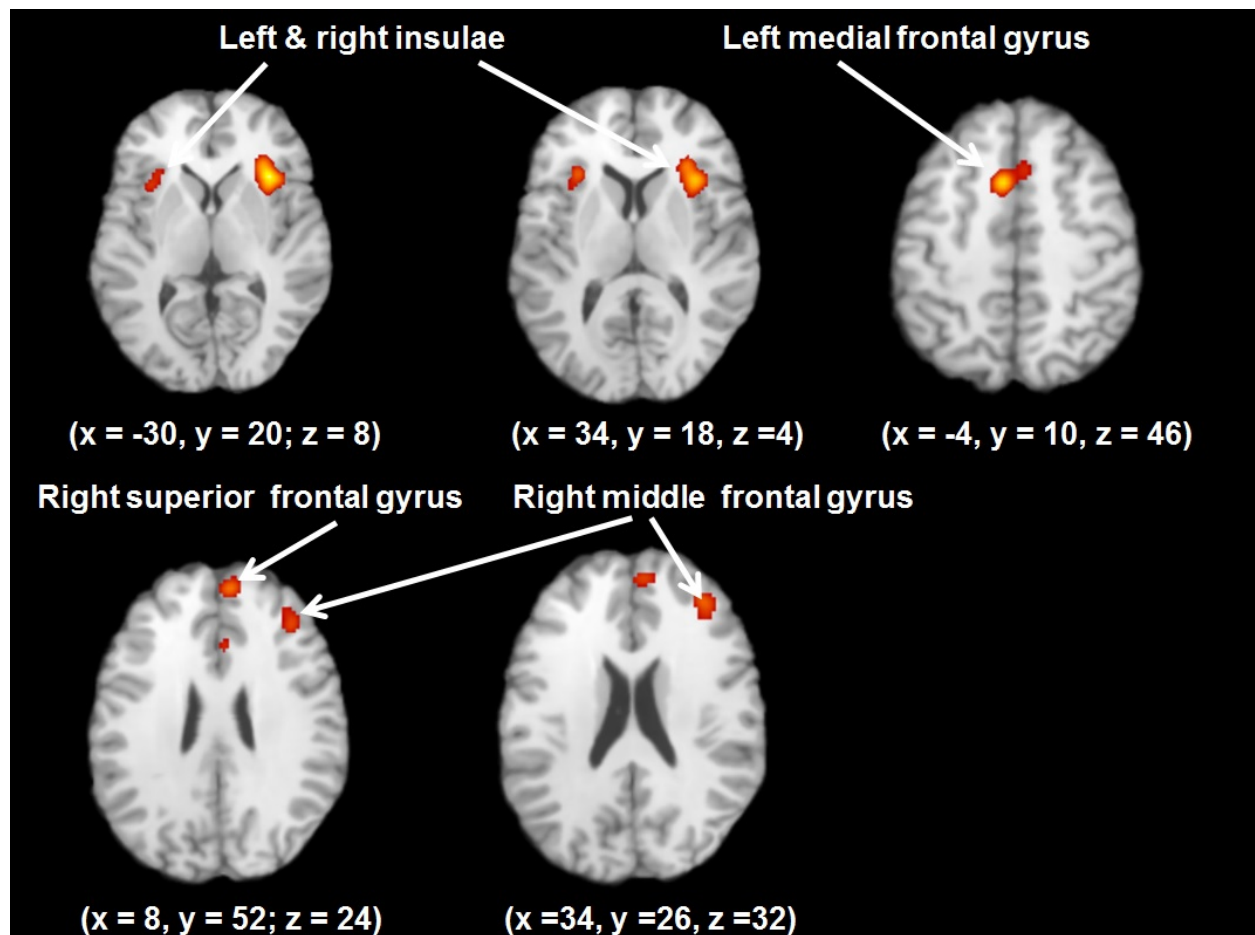 Left & right insulae
Left medial frontal gyrus
(x = -30, y = 20; z = 8)
(x = 34, y = 18, z =4)
(x = -4, y = 10, z = 46)
Right superior frontal gyrus
Right middle frontal gyrus
(x = 8, y = 52; z = 24)
(x =34, y =26, z =32)